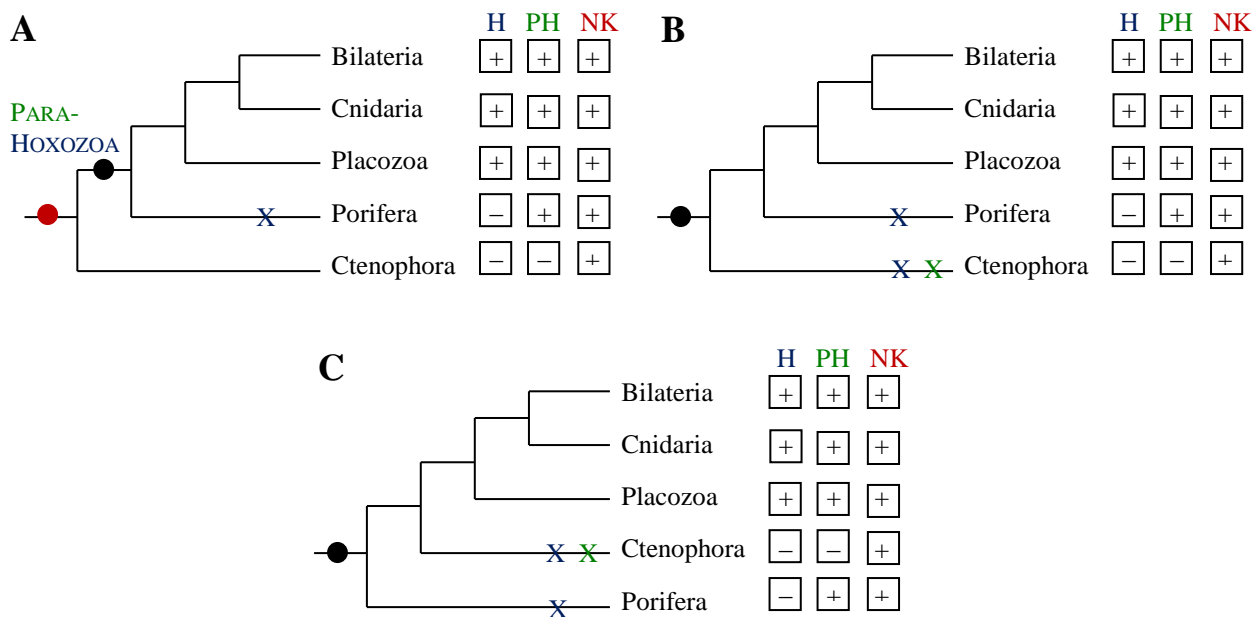 A
H PH NK
Bilateria + + +
PARA-
HOXOZOA
Cnidaria + + +
Placozoa + + +
X Porifera – + +
Ctenophora – – +
B
H PH NK
Bilateria + + +
Cnidaria + + +
Placozoa + + +
X Porifera – + +
X X Ctenophora – – +
C
H PH NK
Bilateria + + +
Cnidaria + + +
Placozoa + + +
X X Ctenophora – – +
X Porifera – + +